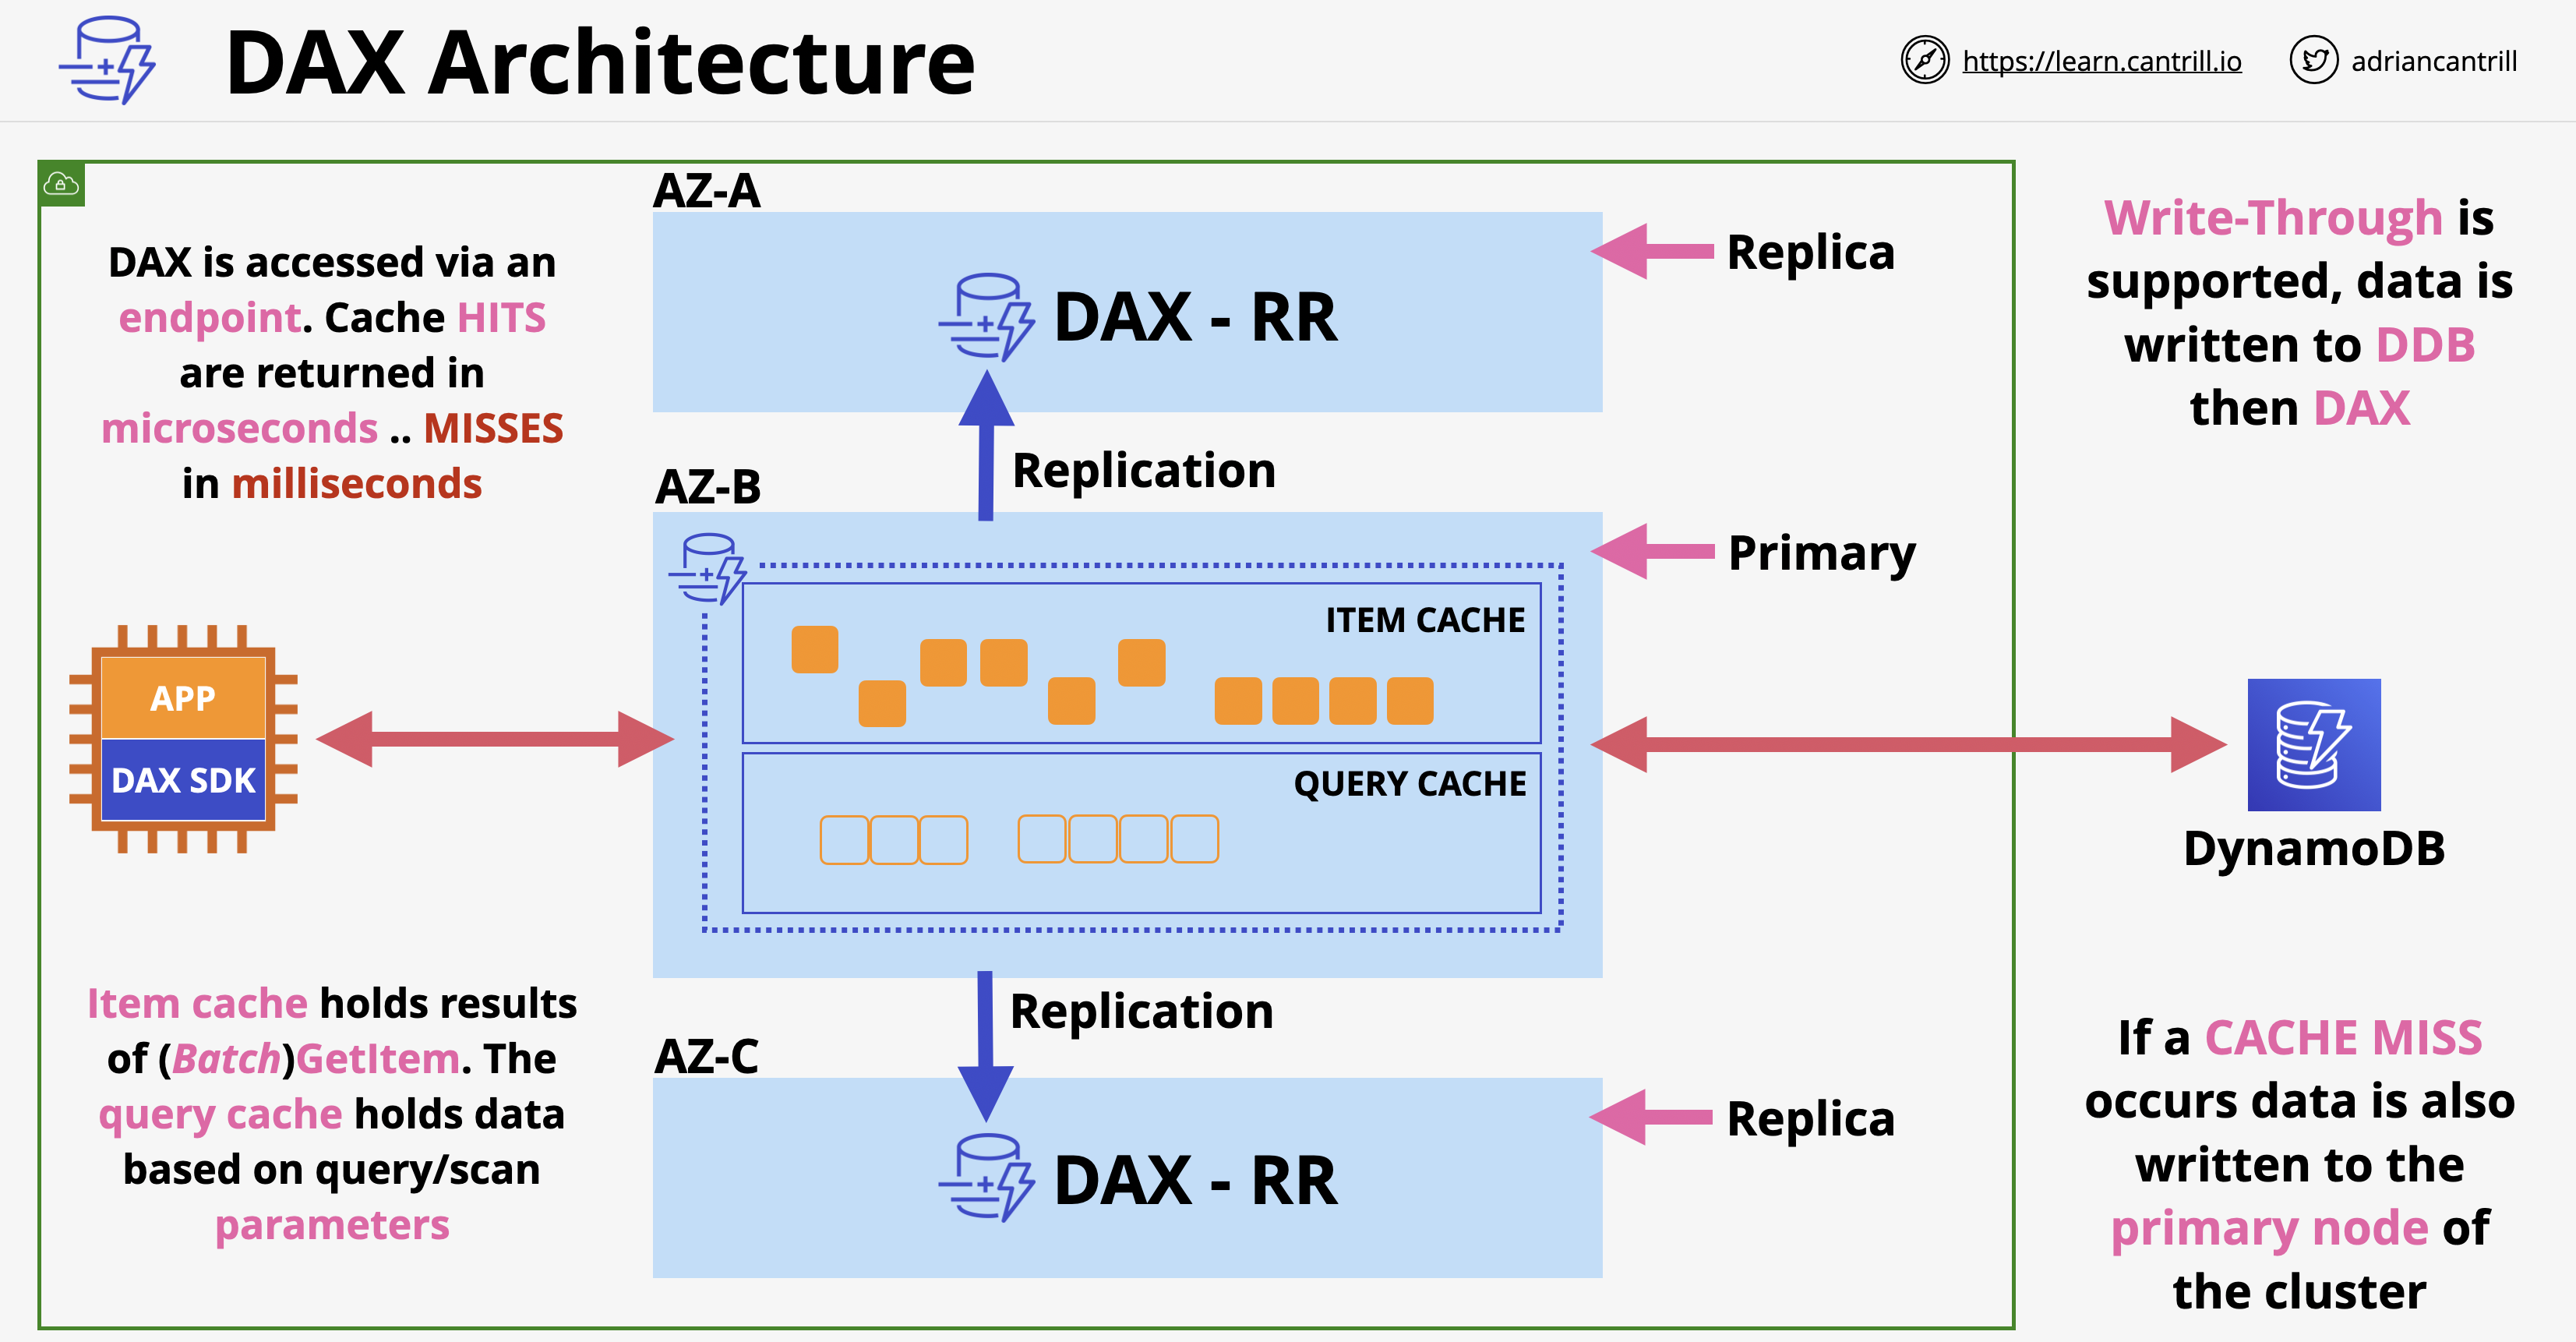 DAX Architecture
https://learn.cantrill.io
adriancantrill
DAX is accessed via an
endpoint. Cache HITS
are returned in
microseconds .. MISSES
in milliseconds
APP
DAX SDK
Item cache holds results
of (Batch)GetItem. The
query cache holds data
based on query/scan
parameters
AZ-A
DAX - RR
Replica
Replication
AZ-B
Primary
ITEM CACHE
QUERY CACHE
Replication
AZ-C
DAX - RR
Replica
Write-Through is
supported, data is
written to DDB
then DAX
DynamoDB
If a CACHE MISS
occurs data is also
written to the
primary node of
the cluster